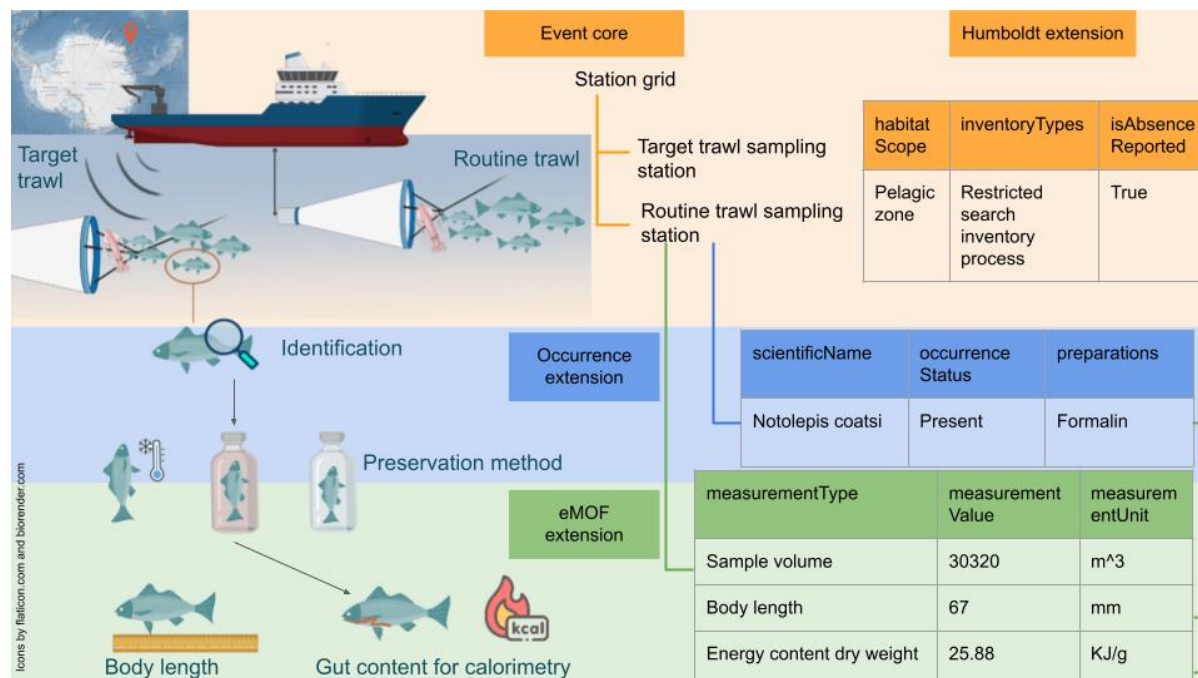 Event core
Humboldt extension
Station grid
Target
trawl
Routine trawl
Target trawl sampling
station
Routine trawl sampling
station
habitat
Scope
inventoryTypes
isAbsence
Reported
Pelagic
zone
Restricted
search
inventory
process
True
Identification
Occurrence
extension
scientificName
occurrence
Status
preparations
Notolepis coatsi
Present
Formalin
Preservation method
eMOF
extension
measurementType
measurement
Value
measurem
entUnit
Sample volume
30320
m^3
Body length
67
mm
Energy content dry weight
25.88
KJ/g
kcal
Body length
Gut content for calorimetry
Icons by flaticon.com and biorender.com